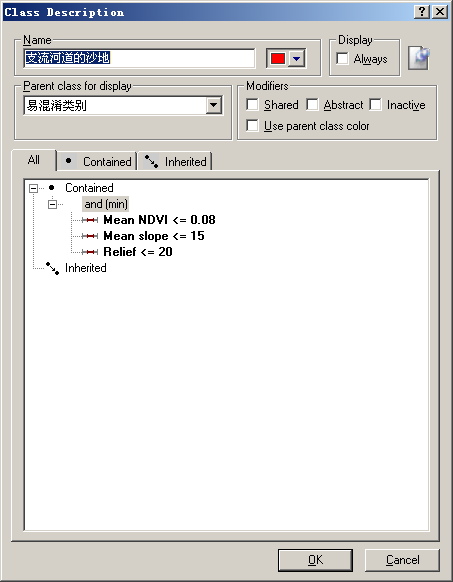 Class Description
Name
支流河道的沙地
Display
Always
Parent class for display
易混淆类别
Modifiers
Shared
Abstract
Inactive
Use parent class color
All
Contained
Inherited
Contained
and (min)
Mean NDVI <= 0.08
Mean slope <= 15
Relief <= 20
Inherited
OK
Cancel